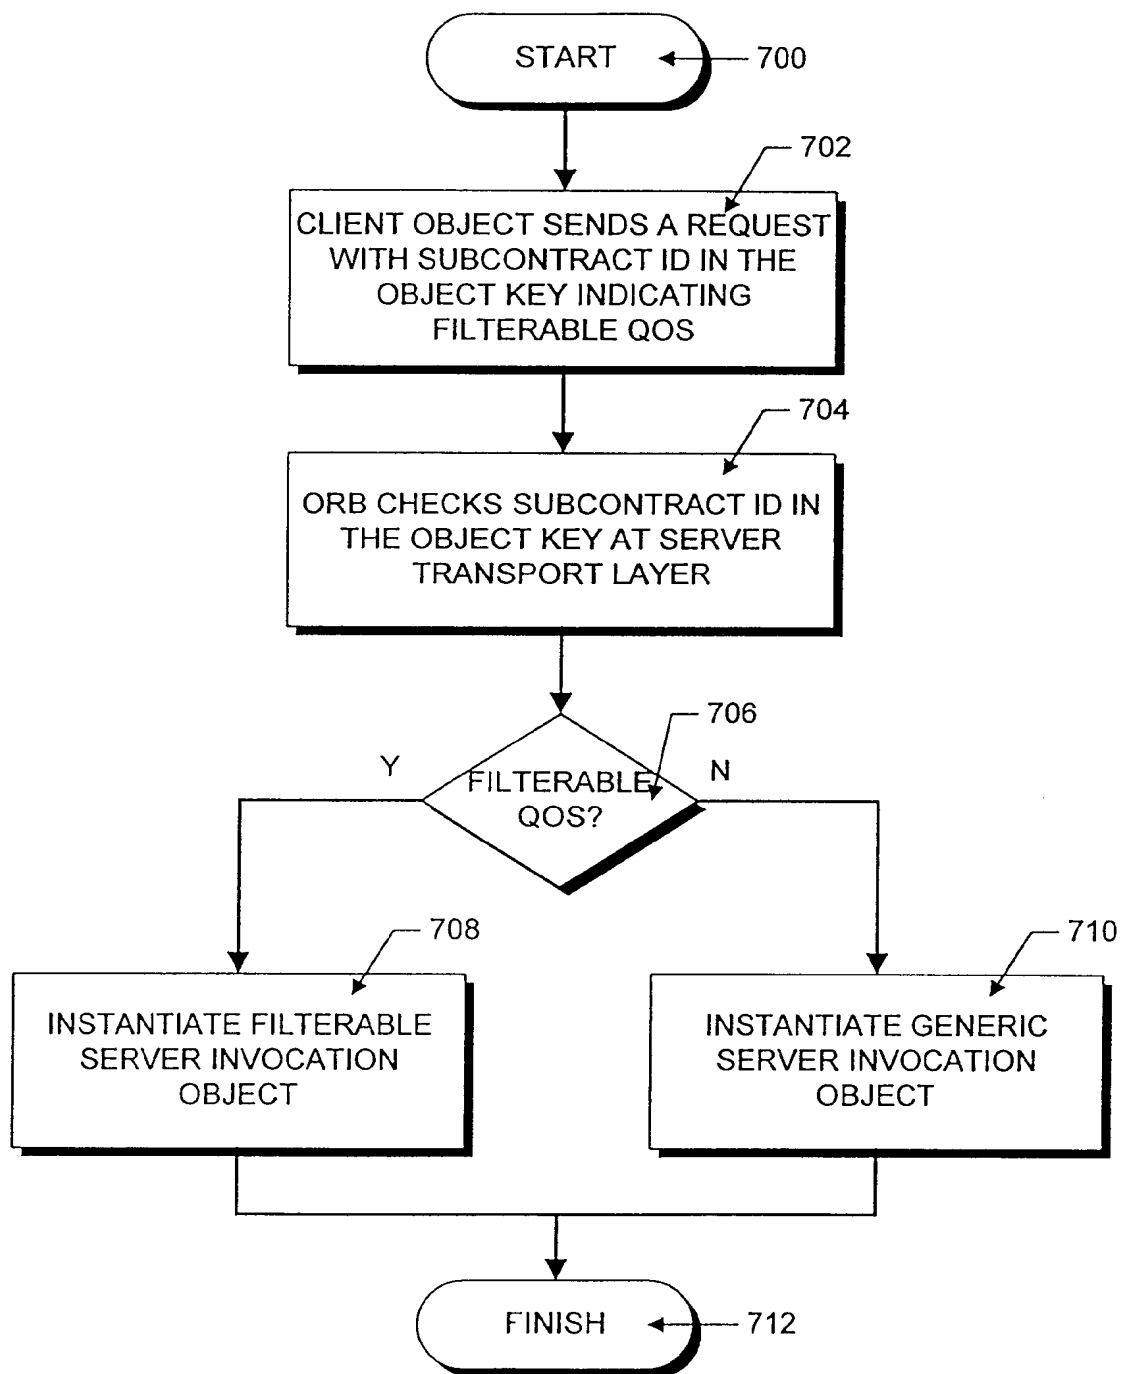 START
700
702
CLIENT OBJECT SENDS A REQUEST
WITH SUBCONTRACT ID IN THE
OBJECT KEY INDICATING
FILTERABLE QOS
704
ORB CHECKS SUBCONTRACT ID IN
THE OBJECT KEY AT SERVER
TRANSPORT LAYER
706
Y
FILTERABLE
QOS?
N
708
INSTANTIATE FILTERABLE
SERVER INVOCATION
OBJECT
710
INSTANTIATE GENERIC
SERVER INVOCATION
OBJECT
FINISH
712